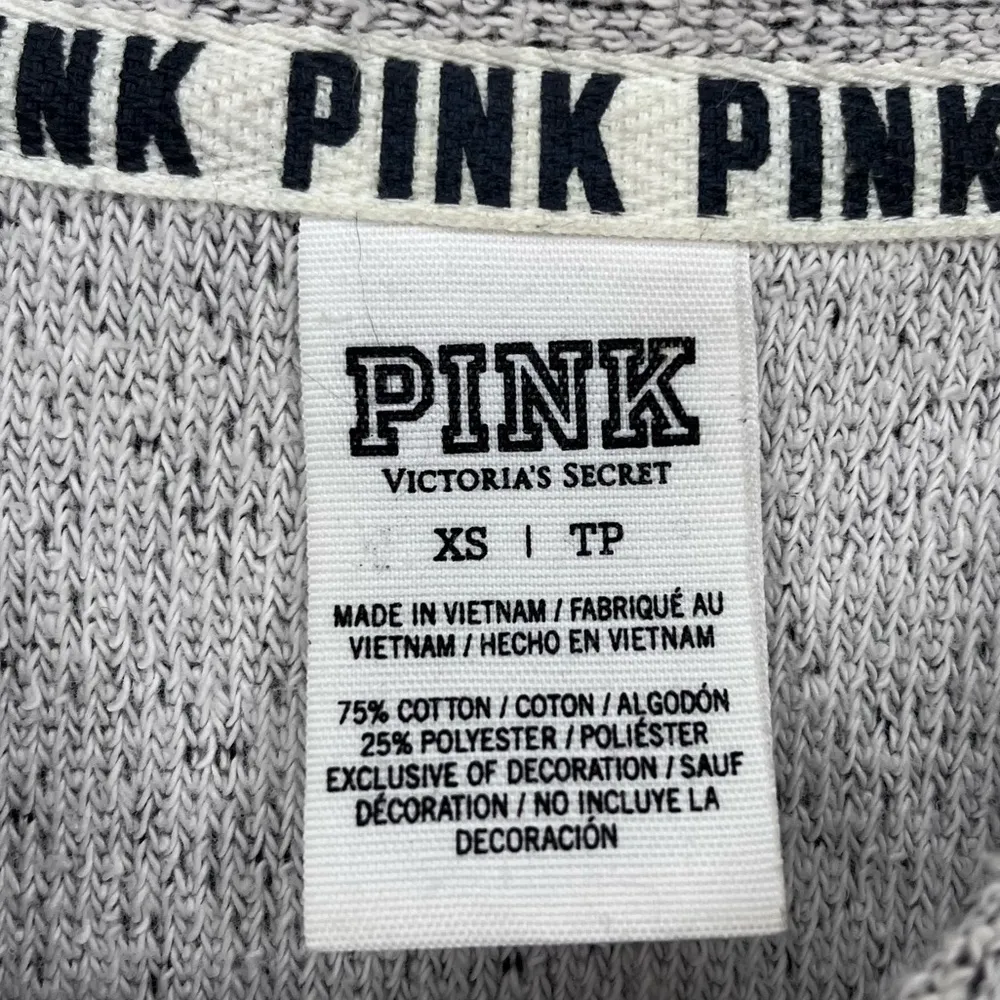 NK PINK PINK
PINK
VICTORIA'S SECRET
XS | TP
MADE IN VIETNAM / FABRIQUÉ AU
VIETNAM / HECHO EN VIETNAM
75% COTTON / COTON / ALGODÓN
25% POLYESTER / POLIÉSTER
EXCLUSIVE OF DECORATION / SAUF
DÉCORATION / NO INCLUYE LA
DECORACIÓN